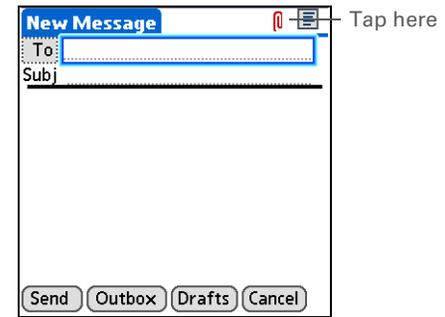 New Message
Tap here
To
Subj
Send Outbox Drafts Cancel